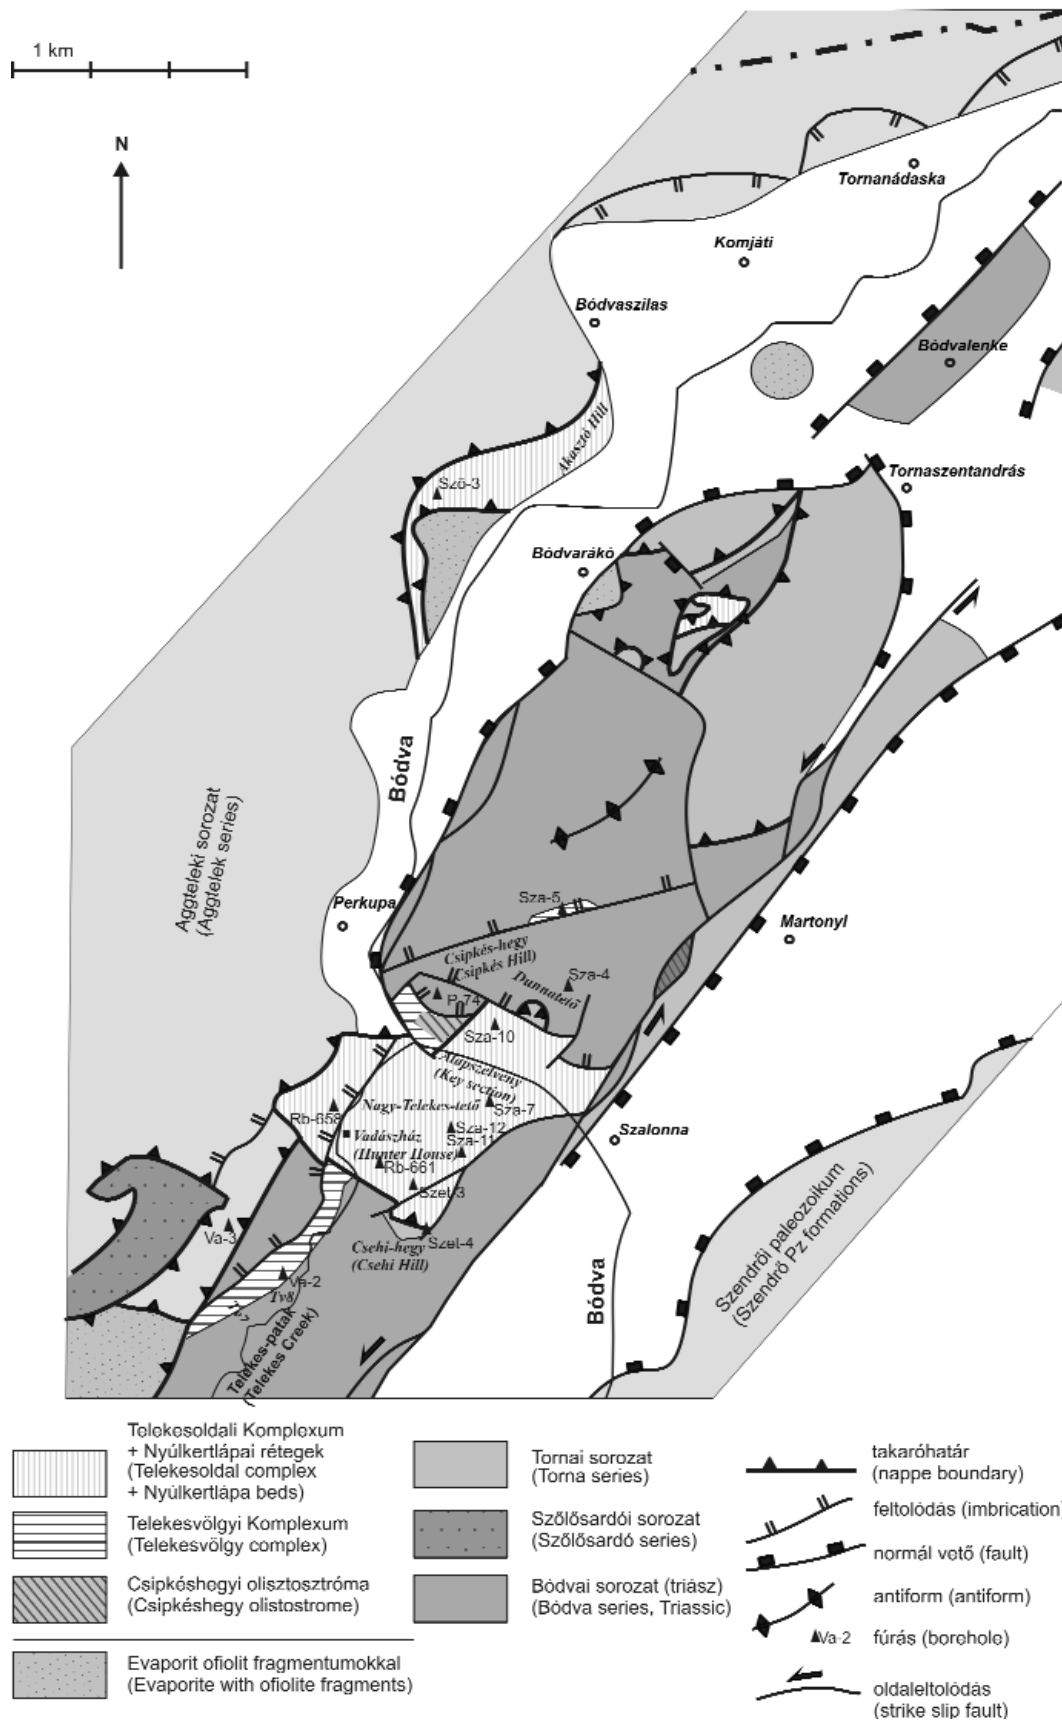 1 km
N
Tornanádaska
Komjáti
Bódvaszilas
Bódvalenke
Akasztó Hill
Szö-3
Tornaszentandrás
Bódvarákó
Bódva
Aggteleki sorozat
(Aggtelek series)
Perkupa
Sza-5
Martonyl
Csipkés-hegy
(Csipkés Hill)
Dunnatető
Sza-4
P-74
Sza-10
Alapszelvény
(Key section)
Rb-658
Nagy-Telekes-tető
Sza-7
Vadászház
(Hunter House)
Sza-12
Sza-11
Szalonna
Rb-661
Szet-3
Va-3
Csehi-hegy
(Csehi Hill)
Szet-4
Va-2
Tv8
Tv7
Telekes-patak
(Telekes Creek)
Bódva
Szendrői paleozoikum
(Szendrő Pz formations)
Telekesoldali Komplexum
+ Nyúlkertlápai rétegek
(Telekesoldal complex
+ Nyúlkertlápa beds)
Telekesvölgyi Komplexum
(Telekesvölgy complex)
Csipkéshegyi olisztosztróma
(Csipkéshegy olistostrome)
Evaporit ofiolit fragmentumokkal
(Evaporite with ofiolite fragments)
Tornai sorozat
(Torna series)
Szőlősardói sorozat
(Szőlősardó series)
Bódvai sorozat (triász)
(Bódva series, Triassic)
takaróhatár
(nappe boundary)
feltolódás (imbrication)
normál vető (fault)
antiform (antiform)
Va-2
fúrás (borehole)
oldaleltolódás
(strike slip fault)